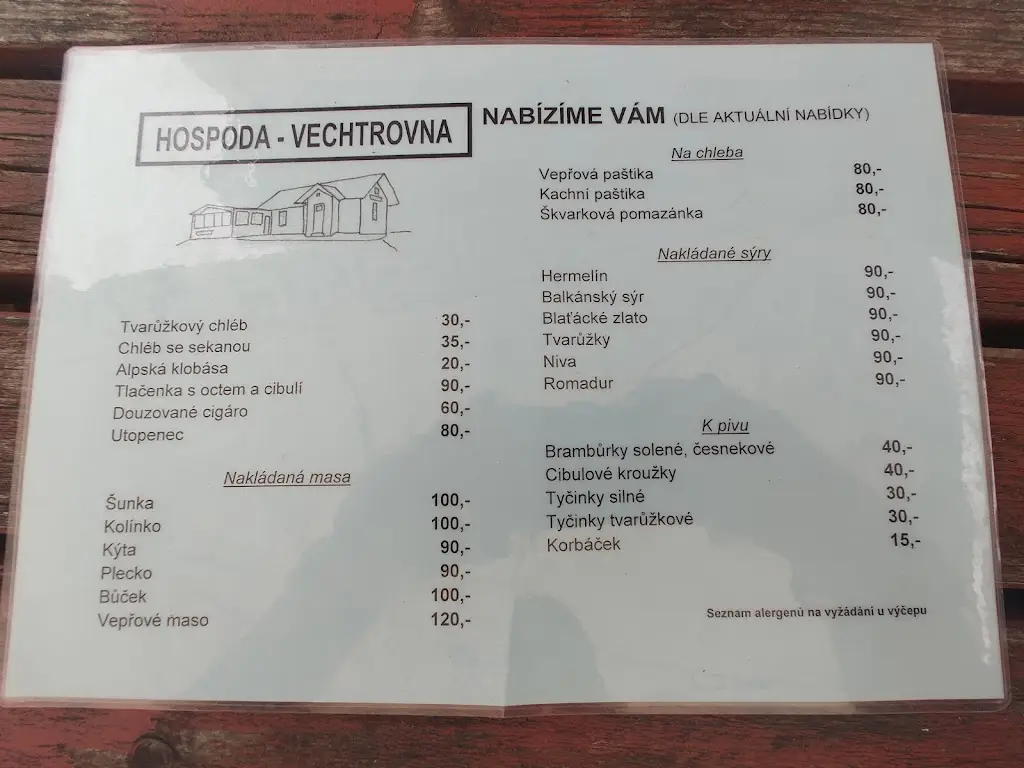 HOSPODA - VECHTROVNA
Tvarůžkový chléb 30,-
Chléb se sekanou 35,-
Alpská klobása 20,-
Tlačenka s octem a cibulí 90,-
Douzované cigáro 60,-
Utopenec 80,-
Nakládaná masa
Šunka 100,-
Kolínko 100,-
Kýta 90,-
Plecko 90,-
Bůček 100,-
Vepřové maso 120,-
NABÍZÍME VÁM (DLE AKTUÁLNÍ NABÍDKY)
Na chleba
Vepřová paštika 80,-
Kachní paštika 80,-
Škvarková pomazánka 80,-
Nakládané sýry
Hermelín 90,-
Balkánský sýr 90,-
Blaťácké zlato 90,-
Tvarůžky 90,-
Niva 90,-
Romadur 90,-
K pivu
Brambůrky solené, česnekové 40,-
Cibulové kroužky 40,-
Tyčinky silné 30,-
Tyčinky tvarůžkové 30,-
Korbáček 15,-
Seznam alergenů na vyžádání u výčepu